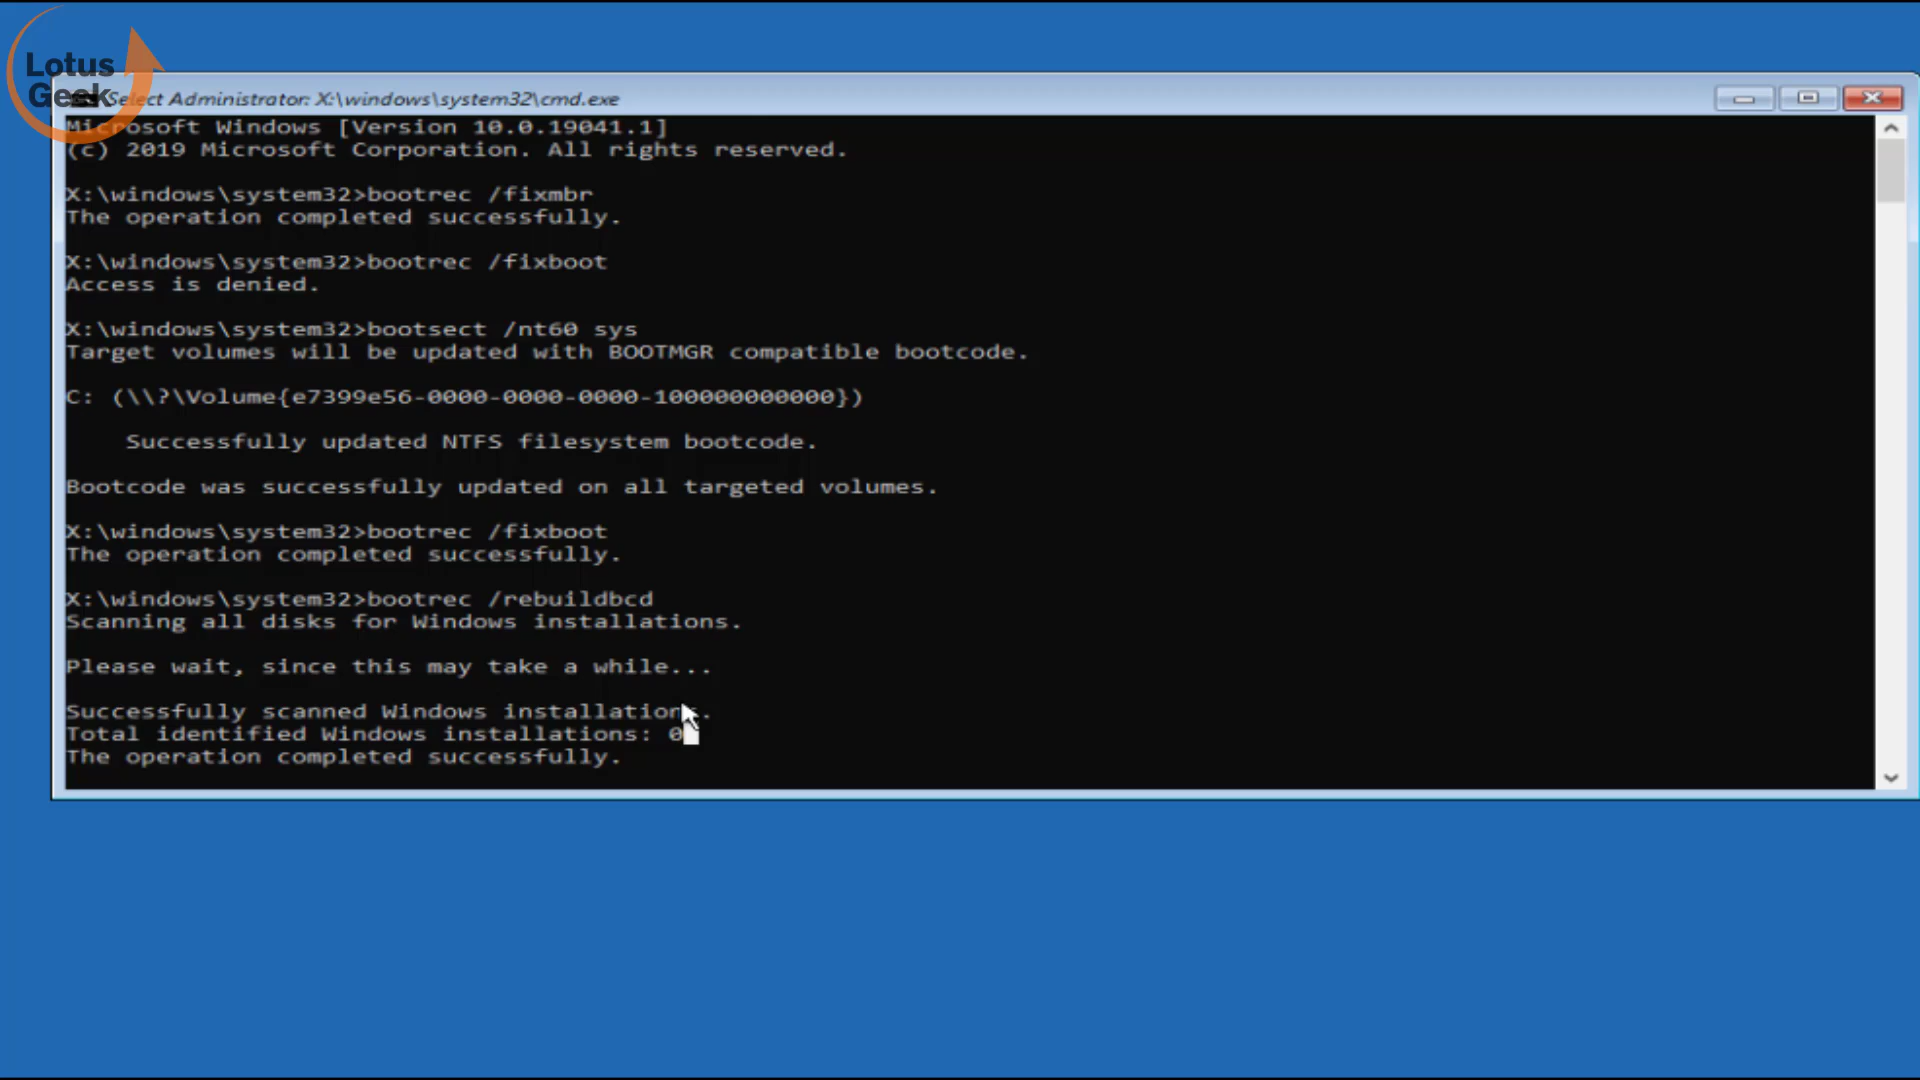 Lotus
Geek
Select Administrator: X:\windows\system32\cmd.exe
Microsoft Windows [Version 10.0.19041.1]
(c) 2019 Microsoft Corporation. All rights reserved.
X:\windows\system32>bootrec /fixmbr
The operation completed successfully.
X:\windows\system32>bootrec /fixboot
Access is denied.
X:\windows\system32>bootsect /nt60 sys
Target volumes will be updated with BOOTMGR compatible bootcode.
C: (\\?\Volume{e7399e56-0000-0000-0000-100000000000})
Successfully updated NTFS filesystem bootcode.
Bootcode was successfully updated on all targeted volumes.
X:\windows\system32>bootrec /fixboot
The operation completed successfully.
X:\windows\system32>bootrec /rebuildbcd
Scanning all disks for Windows installations.
Please wait, since this may take a while...
Successfully scanned Windows installations.
Total identified Windows installations: 0
The operation completed successfully.